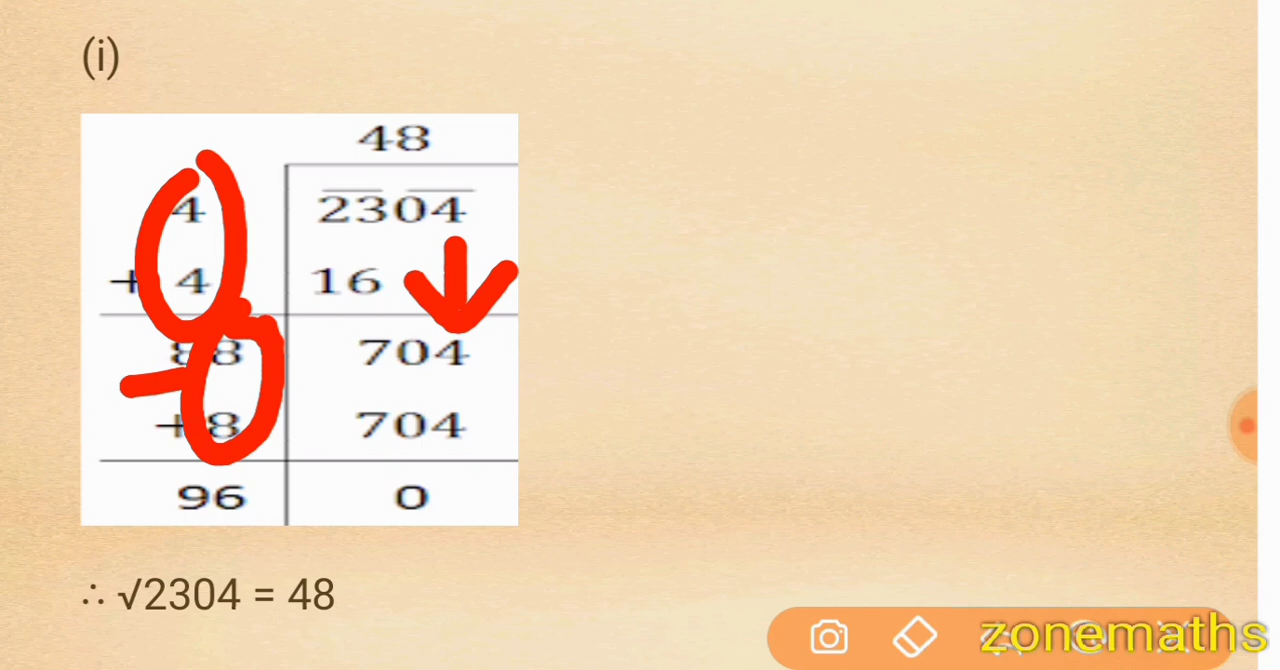 (i)
48
4 2304
+ 4 16
88 704
+8 704
96 0
∴ √2304 = 48
zonemaths